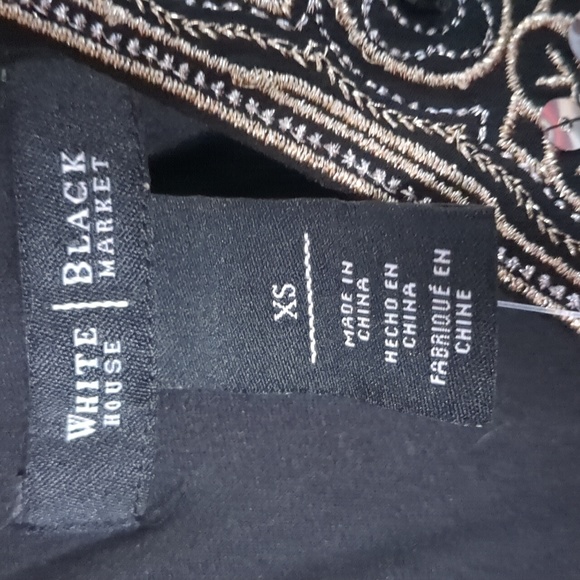 WHITE | BLACK
HOUSE | MARKET
XS
MADE IN
CHINA
HECHO EN
CHINA
FABRIQUÉ EN
CHINE